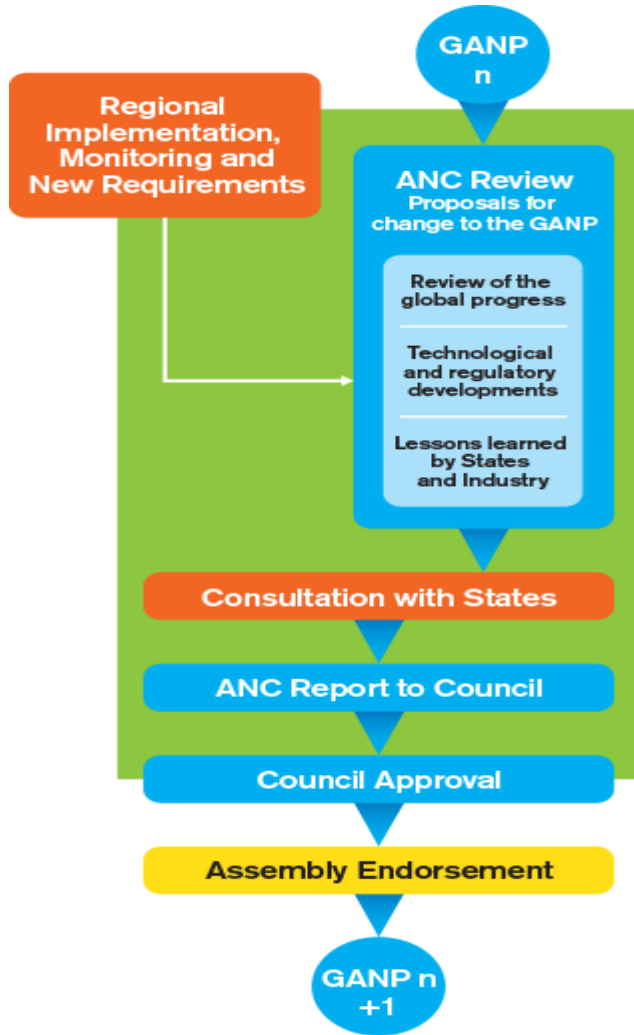 GANP
n
Regional
Implementation,
Monitoring and
New Requirements
ANC Review
Proposals for
change to the GANP
Review of the
global progress
Technological
and regulatory
developments
Lessons learned
by States
and Industry
Consultation with States
ANC Report to Council
Council Approval
Assembly Endorsement
GANP n
+1